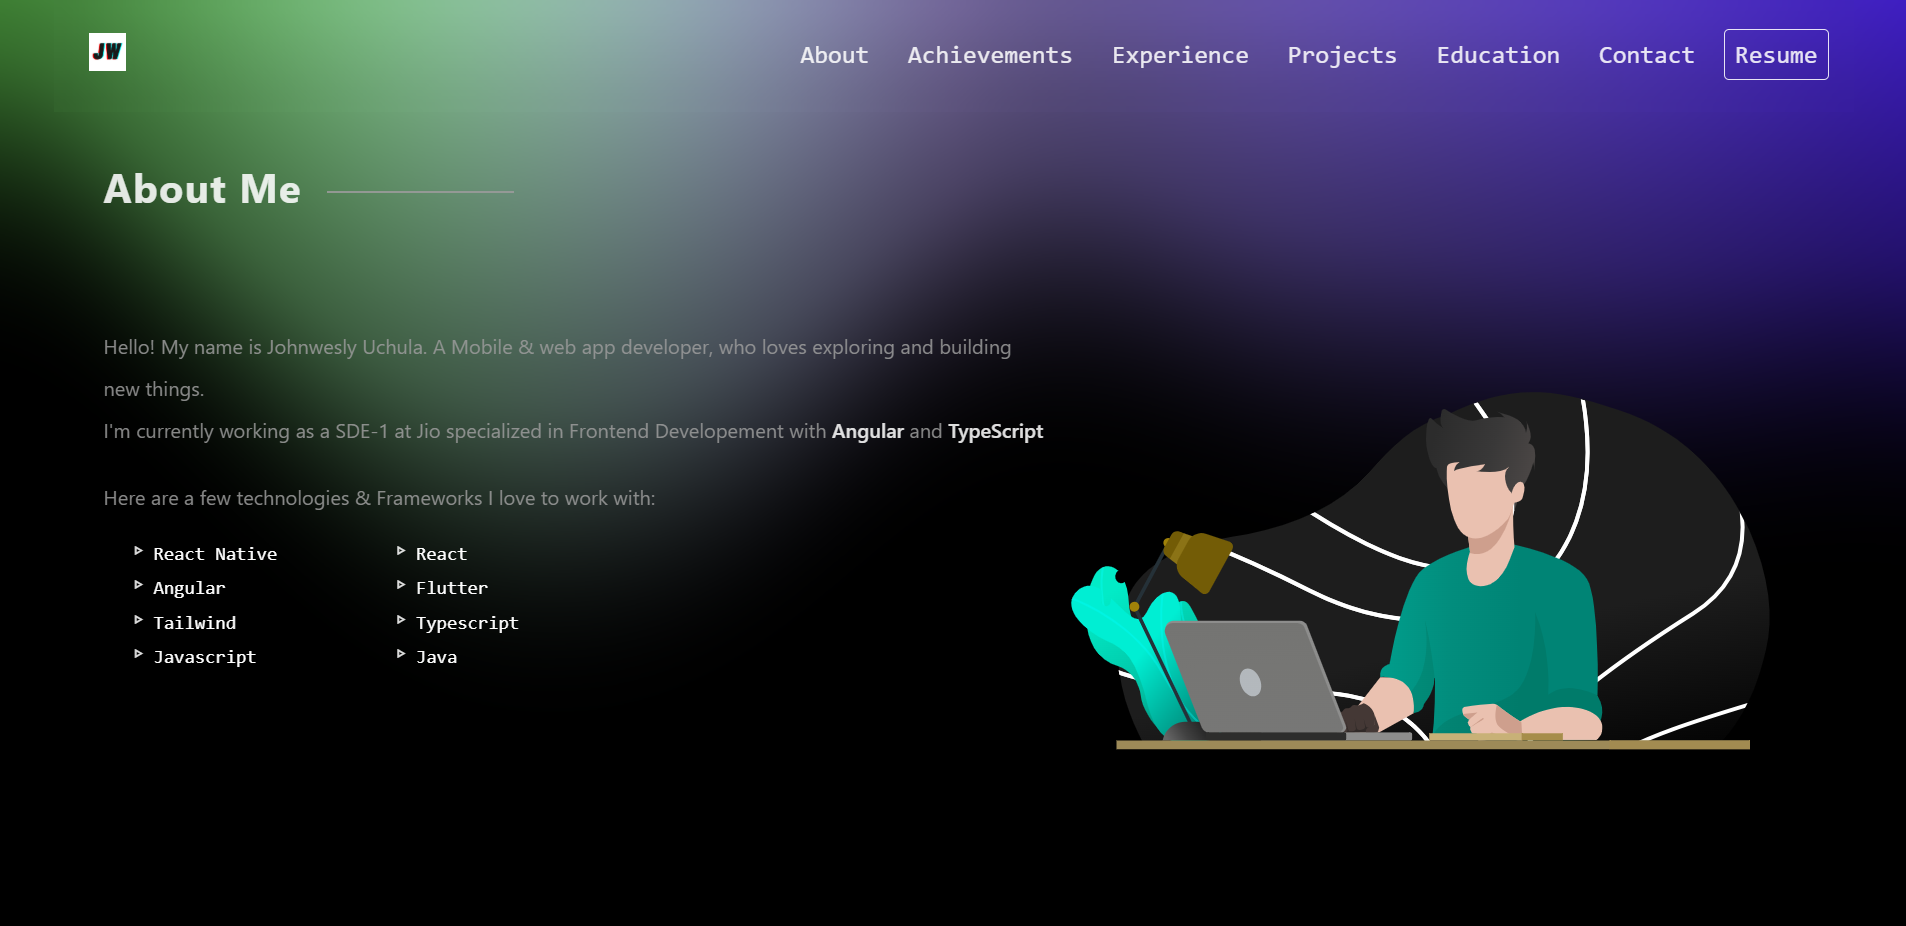 JW
About Achievements Experience Projects Education Contact Resume
About Me
Hello! My name is Johnwesly Uchula. A Mobile & web app developer, who loves exploring and building
new things.
I'm currently working as a SDE-1 at Jio specialized in Frontend Developement with Angular and TypeScript
Here are a few technologies & Frameworks I love to work with:
React Native
Angular
Tailwind
Javascript
React
Flutter
Typescript
Java